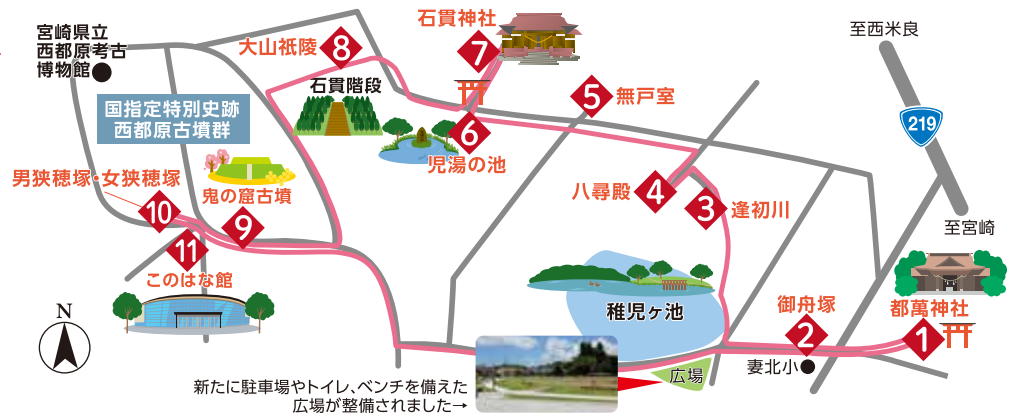 宮崎県立
西都原考古
博物館
国指定特別史跡
西都原古墳群
大山祇陵
8
石貫階段
石貫神社
7
5
無戸室
6
児湯の池
至西米良
219
至宮崎
男狭穂塚・女狭穂塚
10
鬼の窟古墳
9
11
このはな館
八尋殿
4
3
逢初川
稚児ヶ池
御舟塚
2
妻北小
都萬神社
1
広場
N
新たに駐車場やトイレ、ベンチを備えた
広場が整備されました→